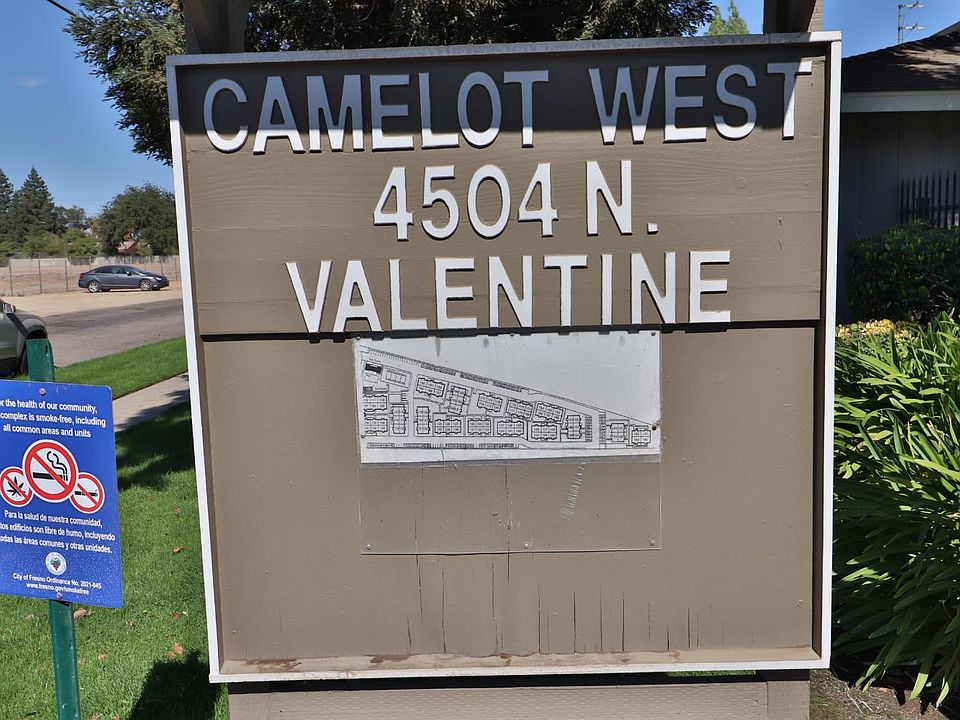 CAMELOT WEST
4504 N.
VALENTINE
For the health of our community,
complex is smoke-free, including
all common areas and units
Para la salud de nuestra comunidad,
edificios son libre de humo, incluyendo
todas las áreas comunes y otras unidades.
City of Fresno Ordinance No. 2021-045
www.fresno.gov/smokefree